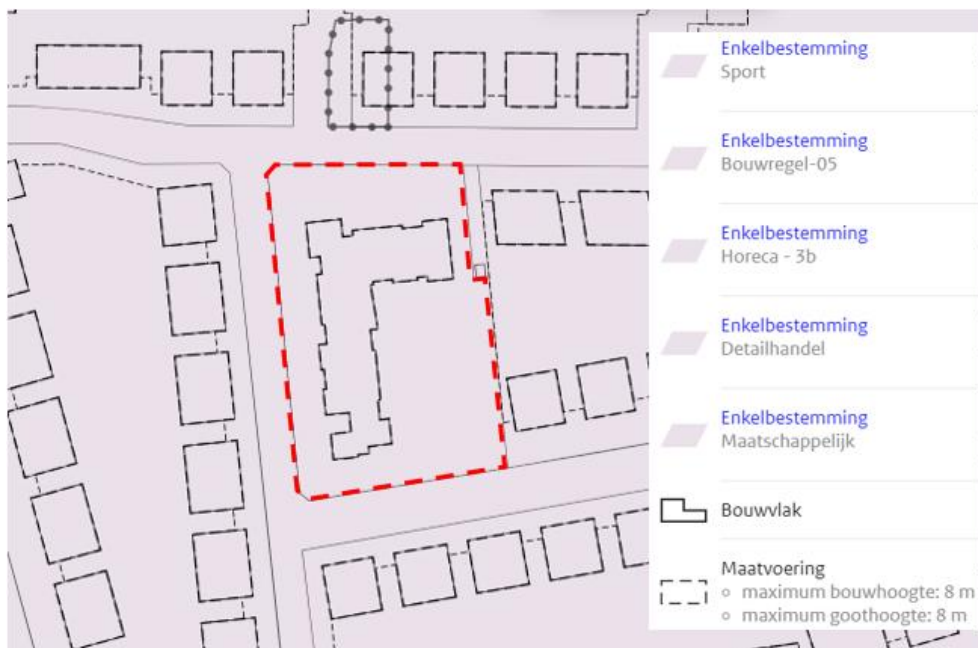 Enkelbestemming
Sport
Enkelbestemming
Bouwregel-05
Enkelbestemming
Horeca - 3b
Enkelbestemming
Detailhandel
Enkelbestemming
Maatschappelijk
Bouwvlak
Maatvoering
maximum bouwhoogte: 8 m
maximum goothoogte: 8 m